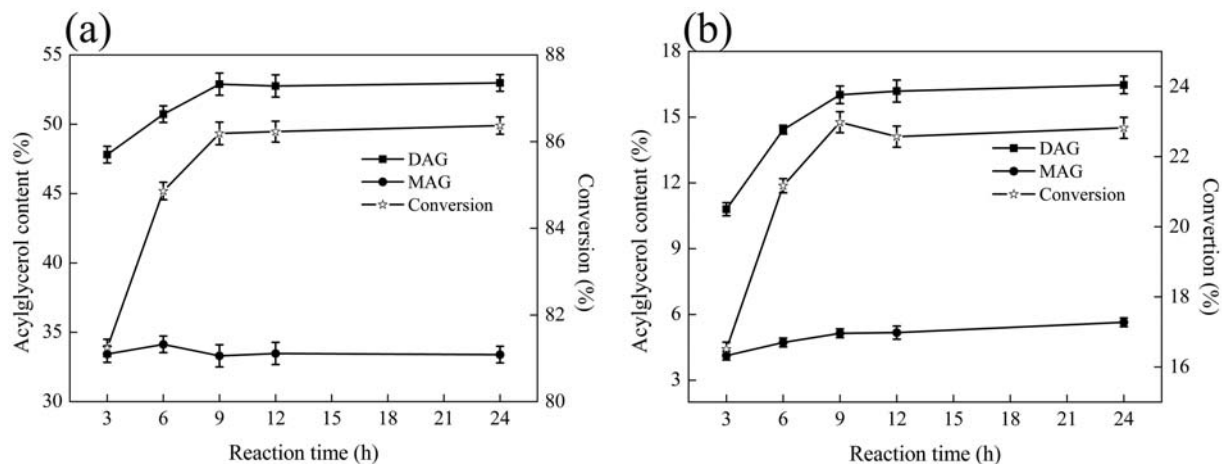 (a)
55
50
45
40
35
30
Acylglycerol content (%)
88
86
84
82
80
Conversion (%)
DAG
MAG
Conversion
3 6 9 12 15 18 21 24
Reaction time (h)
(b)
18
15
12
9
6
3
Acylglycerol content (%)
24
22
20
18
16
Convertion (%)
DAG
MAG
Conversion
3 6 9 12 15 18 21 24
Reaction time (h)